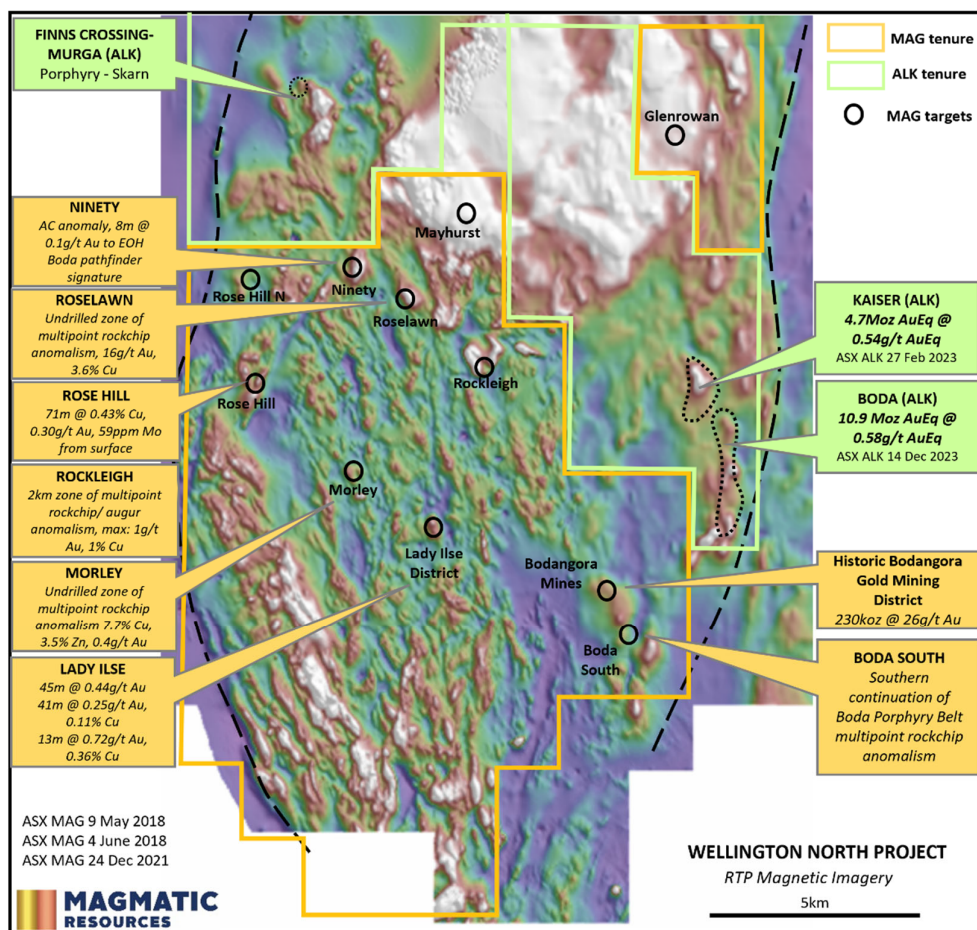 FINNS CROSSING-
MURGA (ALK)
Porphyry - Skarn
MAG tenure
ALK tenure
MAG targets
Glenrowan
NINETY
AC anomaly, 8m @
0.1g/t Au to EOH
Boda pathfinder
signature
Mayhurst
Rose Hill N
Ninety
Roselawn
ROSELAWN
Undrilled zone of
multipoint rockchip
anomalism, 16g/t Au,
3.6% Cu
KAISER (ALK)
4.7Moz AuEq @
0.54g/t AuEq
ASX ALK 27 Feb 2023
Rockleigh
Rose Hill
ROSE HILL
71m @ 0.43% Cu,
0.30g/t Au, 59ppm Mo
from surface
BODA (ALK)
10.9 Moz AuEq @
0.58g/t AuEq
ASX ALK 14 Dec 2023
ROCKLEIGH
2km zone of multipoint
rockchip/ augur
anomalism, max: 1g/t
Au, 1% Cu
Morley
Lady Ilse
District
MORLEY
Undrilled zone of
multipoint rockchip
anomalism 7.7% Cu,
3.5% Zn, 0.4g/t Au
Bodangora
Mines
Historic Bodangora
Gold Mining
District
230koz @ 26g/t Au
Boda
South
LADY ILSE
45m @ 0.44g/t Au
41m @ 0.25g/t Au,
0.11% Cu
13m @ 0.72g/t Au,
0.36% Cu
BODA SOUTH
Southern
continuation of
Boda Porphyry Belt
multipoint rockchip
anomalism
ASX MAG 9 May 2018
ASX MAG 4 June 2018
ASX MAG 24 Dec 2021
MAGMATIC
RESOURCES
WELLINGTON NORTH PROJECT
RTP Magnetic Imagery
5km